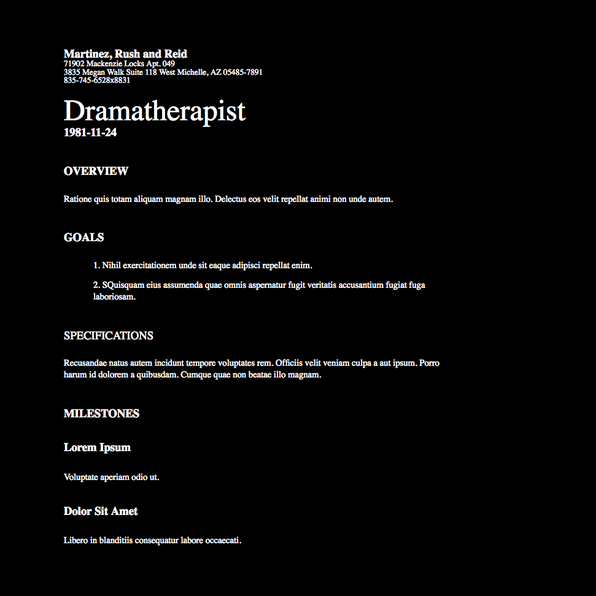 Martinez, Rush and Reid
71902 Mackenzie Locks Apt. 049
3835 Megan Walk Suite 118 West Michelle, AZ 05485-7891
835-745-6528x8831
Dramatherapist
1981-11-24
OVERVIEW
Ratione quis totam aliquam magnam illo. Delectus eos velit repellat animi non unde autem.
GOALS
1. Nihil exercitationem unde sit eaque adipisci repellat enim.
2. SQuisquam eius assumenda quae omnis aspernatur fugit veritatis accusantium fugiat fuga
laboriosam.
SPECIFICATIONS
Recusandae natus autem incidunt tempore voluptates rem. Officiis velit veniam culpa a aut ipsum. Porro
harum id dolorem a quibusdam. Cumque quae non beatae illo magnam.
MILESTONES
Lorem Ipsum
Voluptate aperiam odio ut.
Dolor Sit Amet
Libero in blanditiis consequatur labore occaecati.